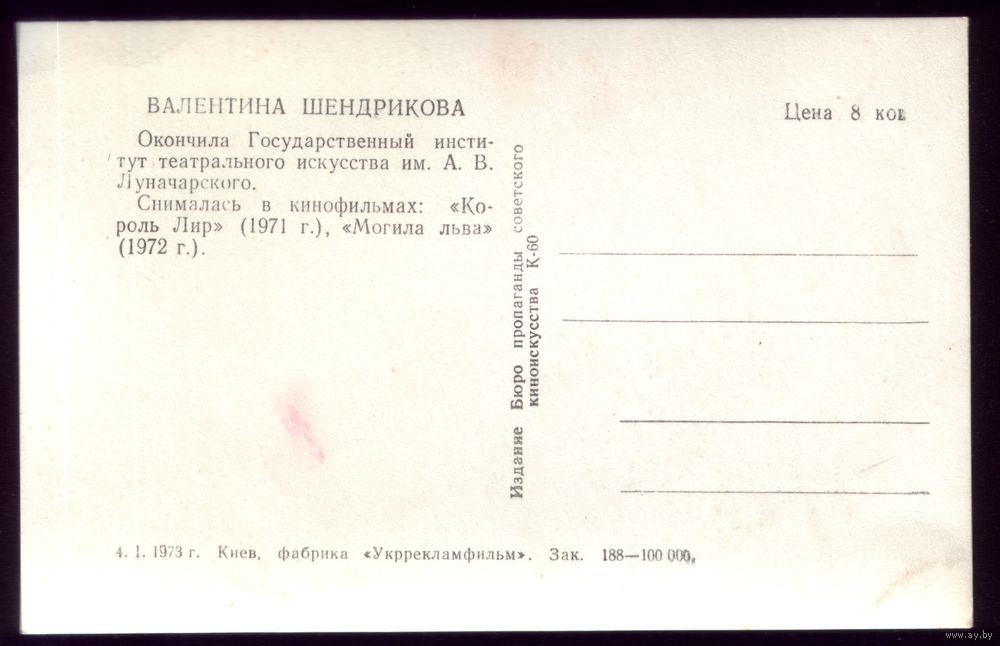 ВАЛЕНТИНА ШЕНДРИКОВА
Окончила Государственный инсти-
тут театрального искусства им. А. В.
Луначарского.
Снималась в кинофильмах: «Ко-
роль Лир» (1971 г.), «Могила льва»
(1972 г.).
Цена 8 коп
Издание Бюро пропаганды советского
киноискусства К-60
4. I. 1973 г. Киев, фабрика «Укррекламфильм». Зак. 188—100 000.
www.ay.by